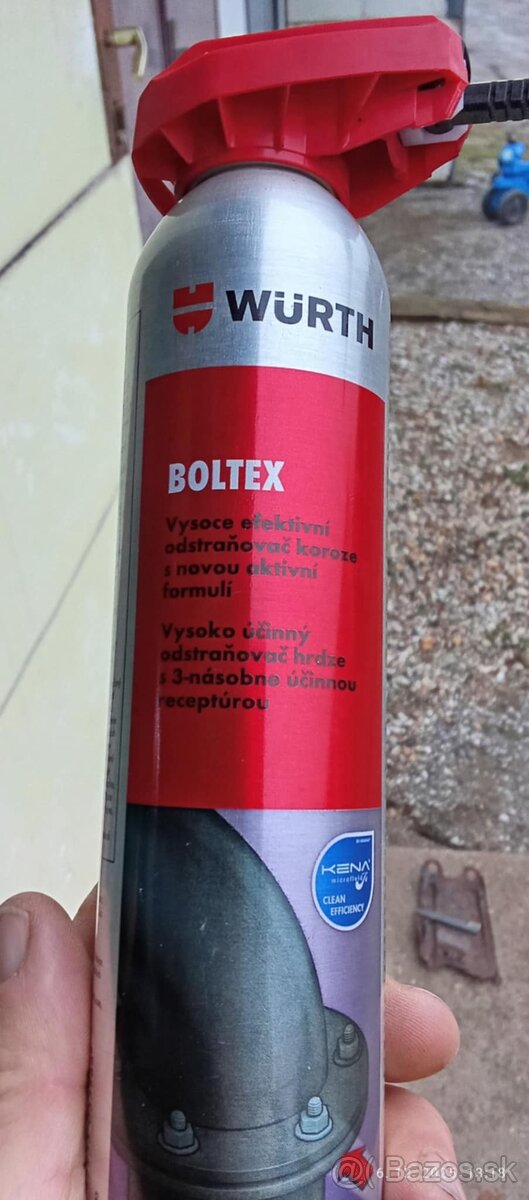 WÜRTH
BOLTEX
Vysoce efektivní
odstraňovač koroze
s novou aktivní
formulí
Vysoko účinný
odstraňovač hrdze
s 3-násobne účinnou
receptúrou
KENA
microfluid
CLEAN
EFFICIENCY
Bazos.sk